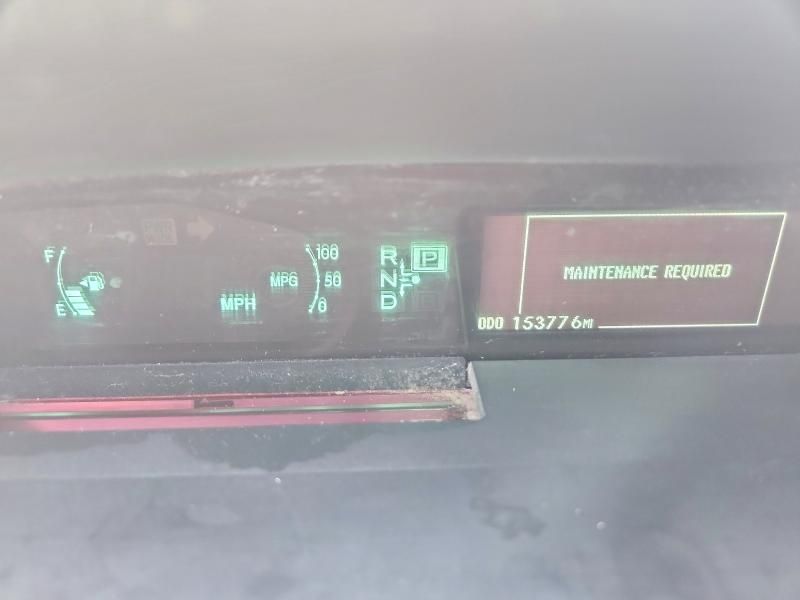 F
E
MPH
MPG
100
50
0
R
N
D
P
MAINTENANCE REQUIRED
ODO 153776MI